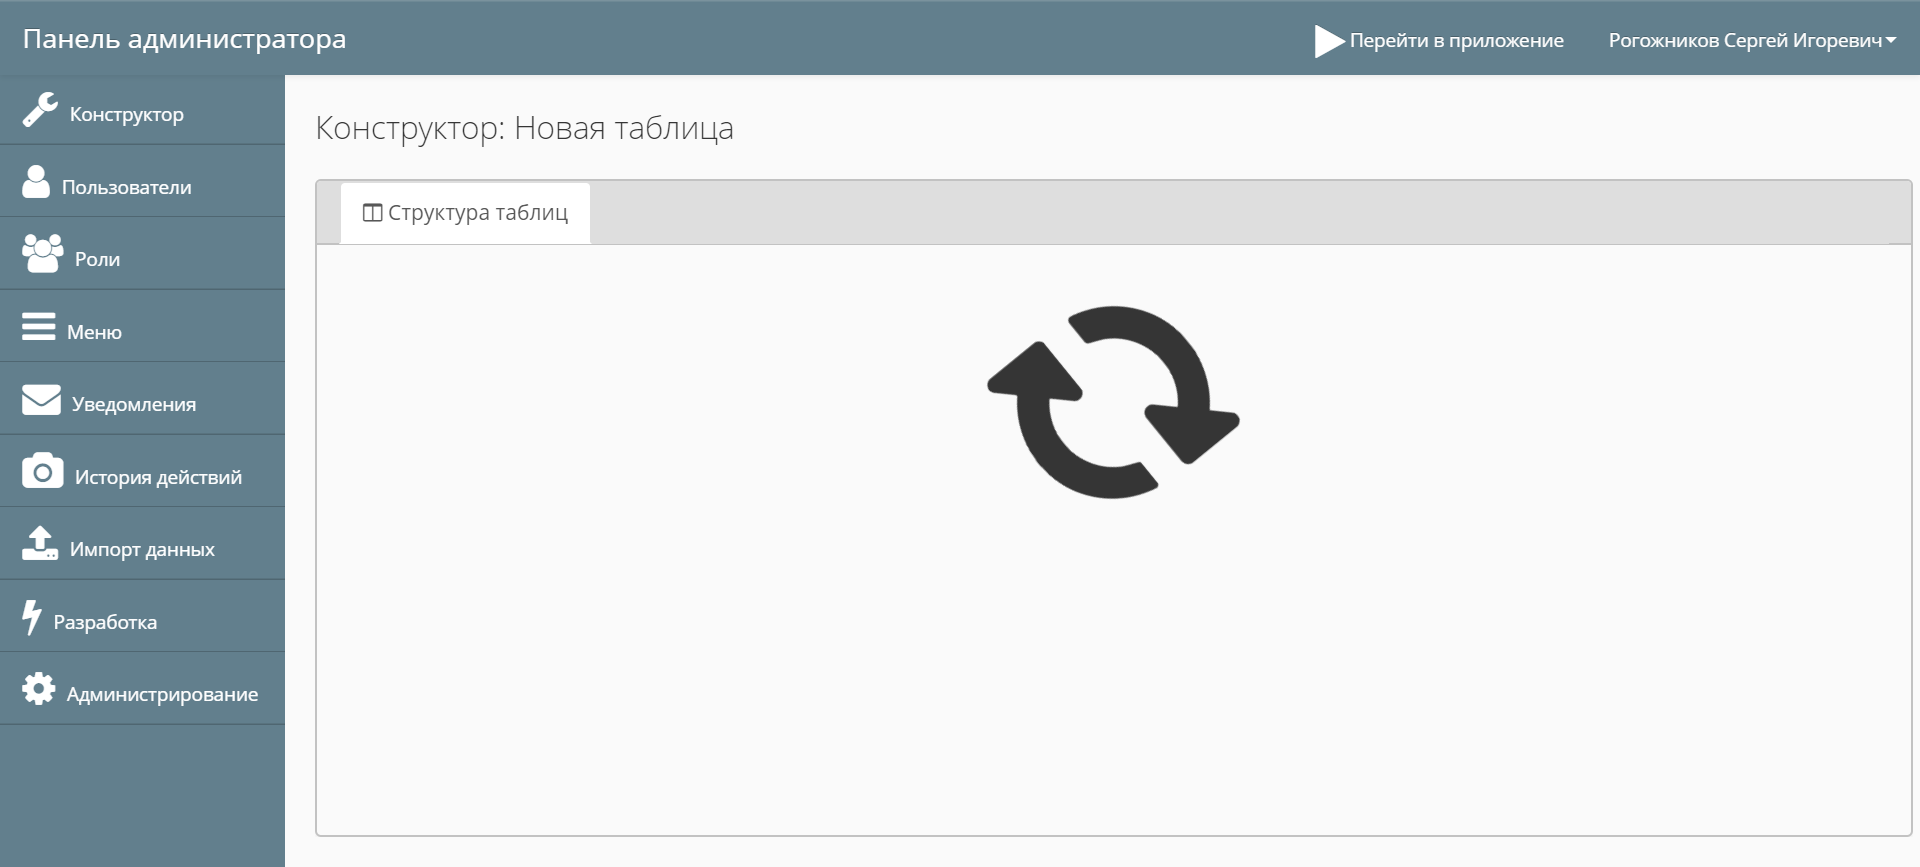 Панель администратора
Перейти в приложение
Рогожников Сергей Игоревич
Конструктор
Пользователи
Роли
Меню
Уведомления
История действий
Импорт данных
Разработка
Администрирование
Конструктор: Новая таблица
Структура таблиц